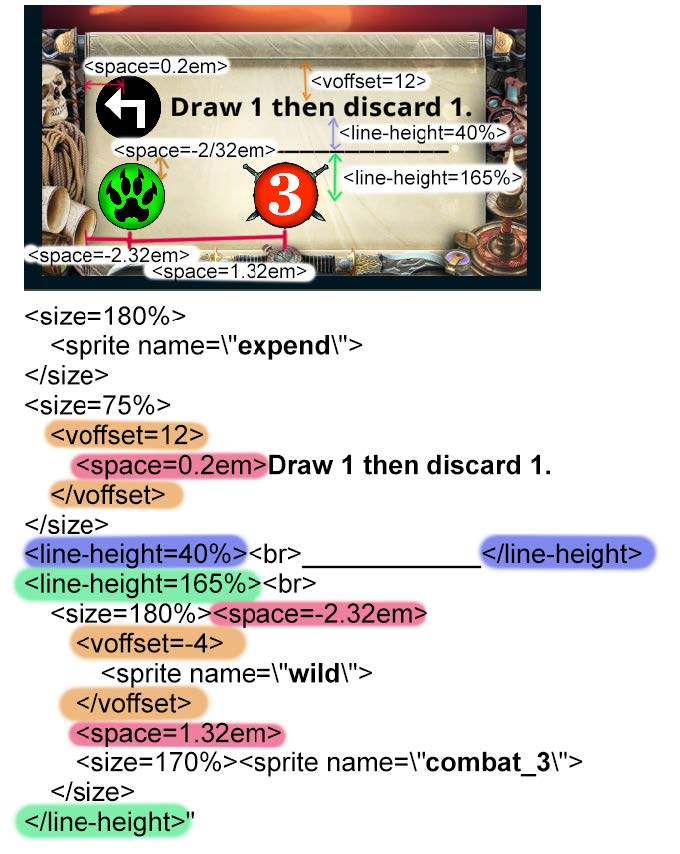 <space=0.2em>
<voffset=12>
Draw 1 then discard 1.
<line-height=40%>
<space=-2/32em>
<line-height=165%>
3
<space=-2.32em>
<space=1.32em>
<size=180%>
<sprite name=\"expend\">
</size>
<size=75%>
<voffset=12>
<space=0.2em>Draw 1 then discard 1.
</voffset>
</size>
<line-height=40%><br>____________</line-height>
<line-height=165%><br>
<size=180%><space=-2.32em>
<voffset=-4>
<sprite name=\"wild\">
</voffset>
<space=1.32em>
<size=170%><sprite name=\"combat_3\">
</size>
</line-height>"